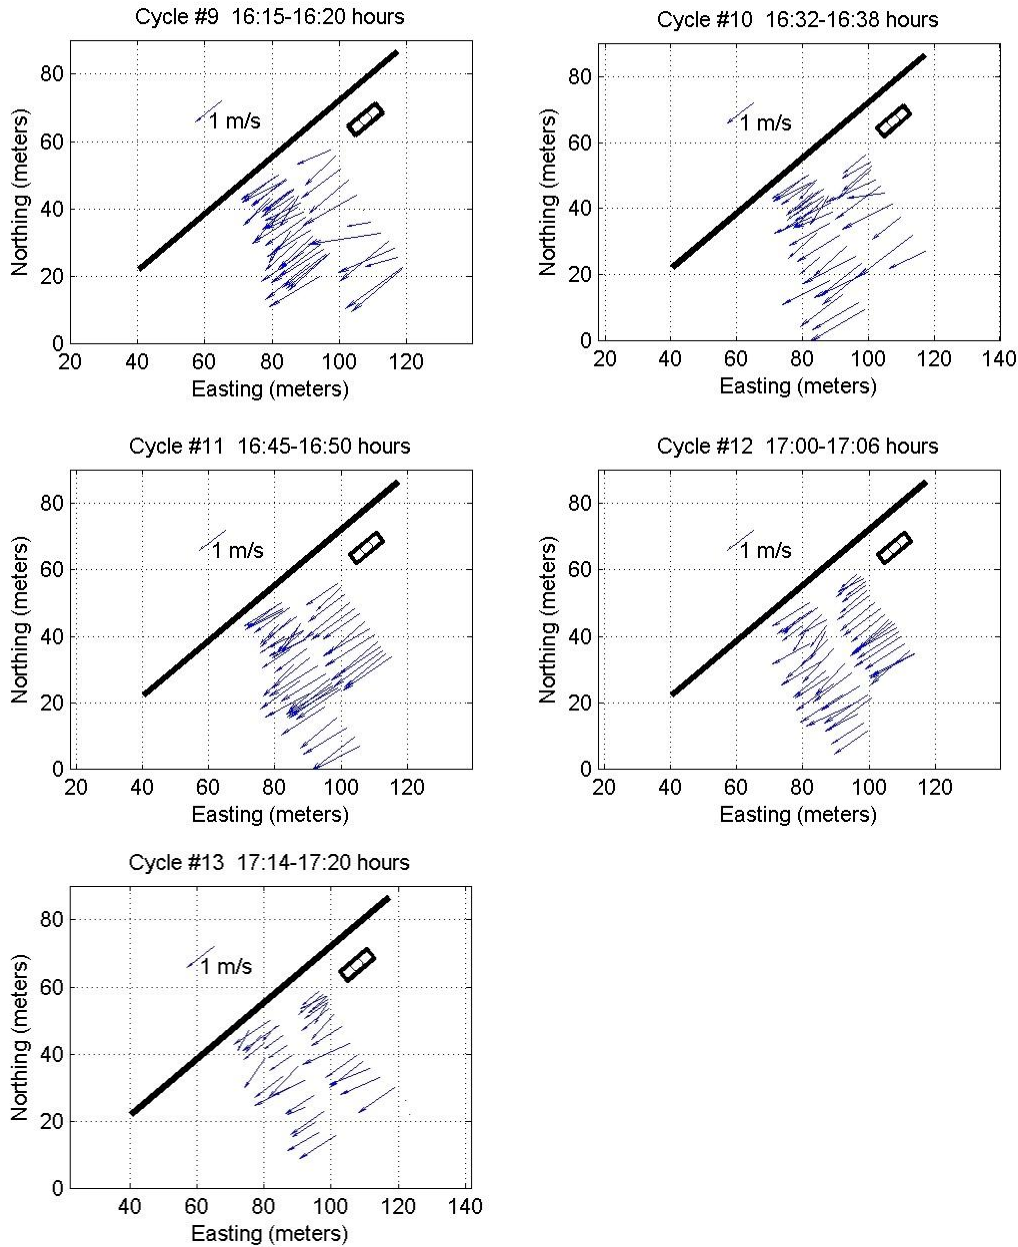 Cycle #9  16:15-16:20 hours
Northing (meters)
80
60
40
20
0
1 m/s
20 40 60 80 100 120
Easting (meters)
Cycle #10  16:32-16:38 hours
Northing (meters)
80
60
40
20
0
1 m/s
20 40 60 80 100 120 140
Easting (meters)
Cycle #11  16:45-16:50 hours
Northing (meters)
80
60
40
20
0
1 m/s
20 40 60 80 100 120
Easting (meters)
Cycle #12  17:00-17:06 hours
Northing (meters)
80
60
40
20
0
1 m/s
20 40 60 80 100 120
Easting (meters)
Cycle #13  17:14-17:20 hours
Northing (meters)
80
60
40
20
0
1 m/s
40 60 80 100 120 140
Easting (meters)